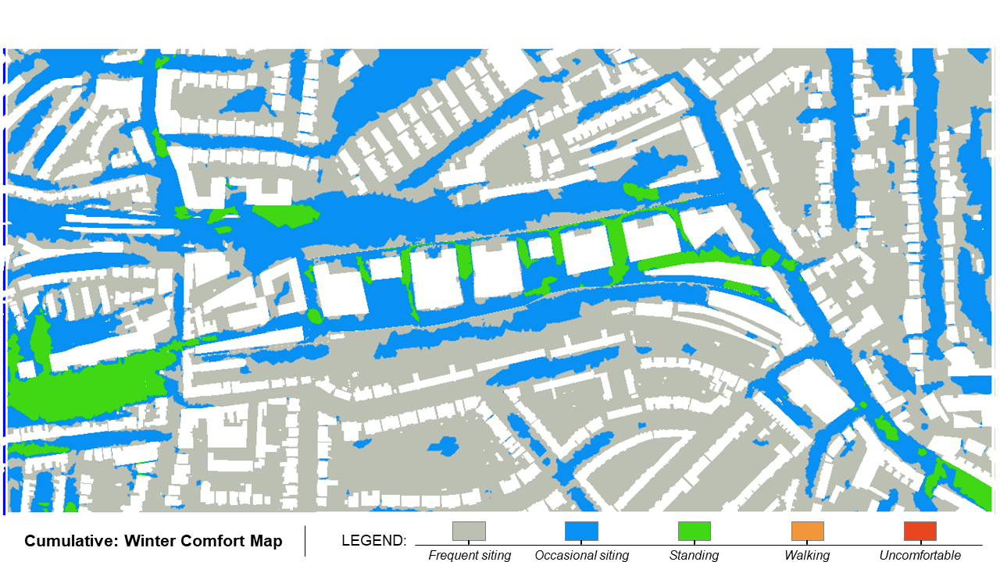 Cumulative: Winter Comfort Map
LEGEND:
Frequent siting
Occasional siting
Standing
Walking
Uncomfortable